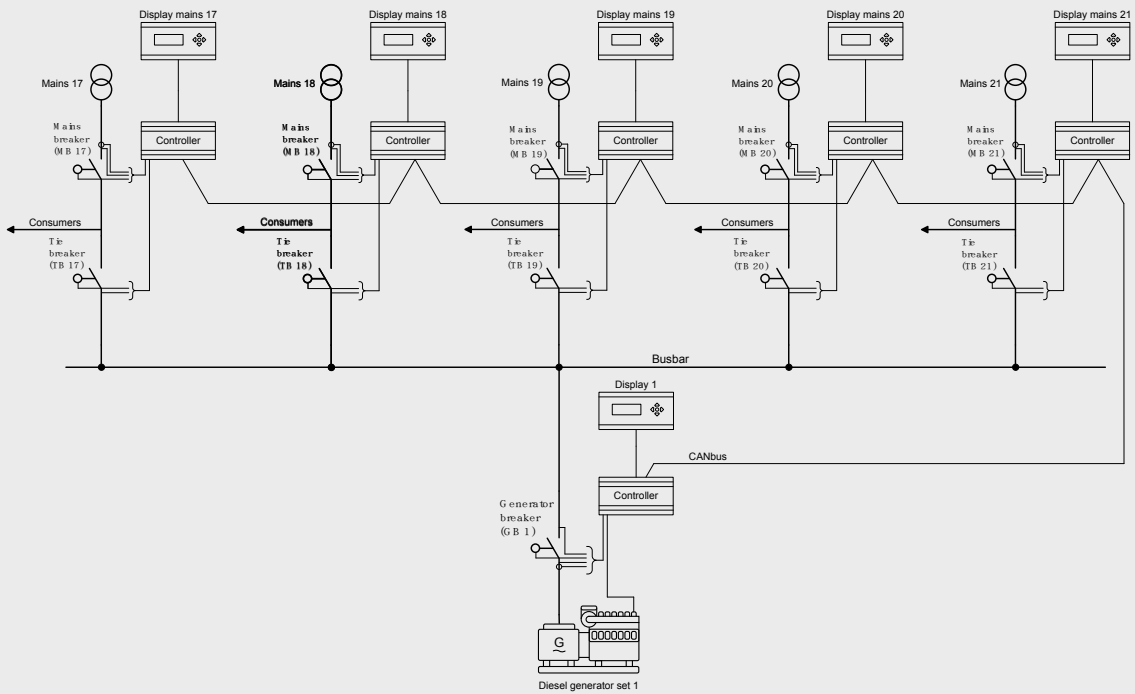 Display mains 17
Display mains 18
Display mains 19
Display mains 20
Display mains 21
Mains 17
Mains 18
Mains 19
Mains 20
Mains 21
Mains
breaker
(MB 17)
Controller
Mains
breaker
(MB 18)
Controller
Mains
breaker
(MB 19)
Controller
Mains
breaker
(MB 20)
Controller
Mains
breaker
(MB 21)
Controller
Consumers
Consumers
Consumers
Consumers
Consumers
Tie
breaker
(TB 17)
Tie
breaker
(TB 18)
Tie
breaker
(TB 19)
Tie
breaker
(TB 20)
Tie
breaker
(TB 21)
Busbar
Display 1
CANbus
Controller
Generator
breaker
(GB 1)
G
~
Diesel generator set 1